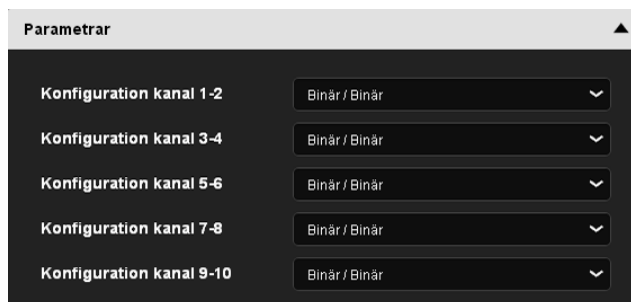 Parametrar
Konfiguration kanal 1-2 Binär / Binär
Konfiguration kanal 3-4 Binär / Binär
Konfiguration kanal 5-6 Binär / Binär
Konfiguration kanal 7-8 Binär / Binär
Konfiguration kanal 9-10 Binär / Binär